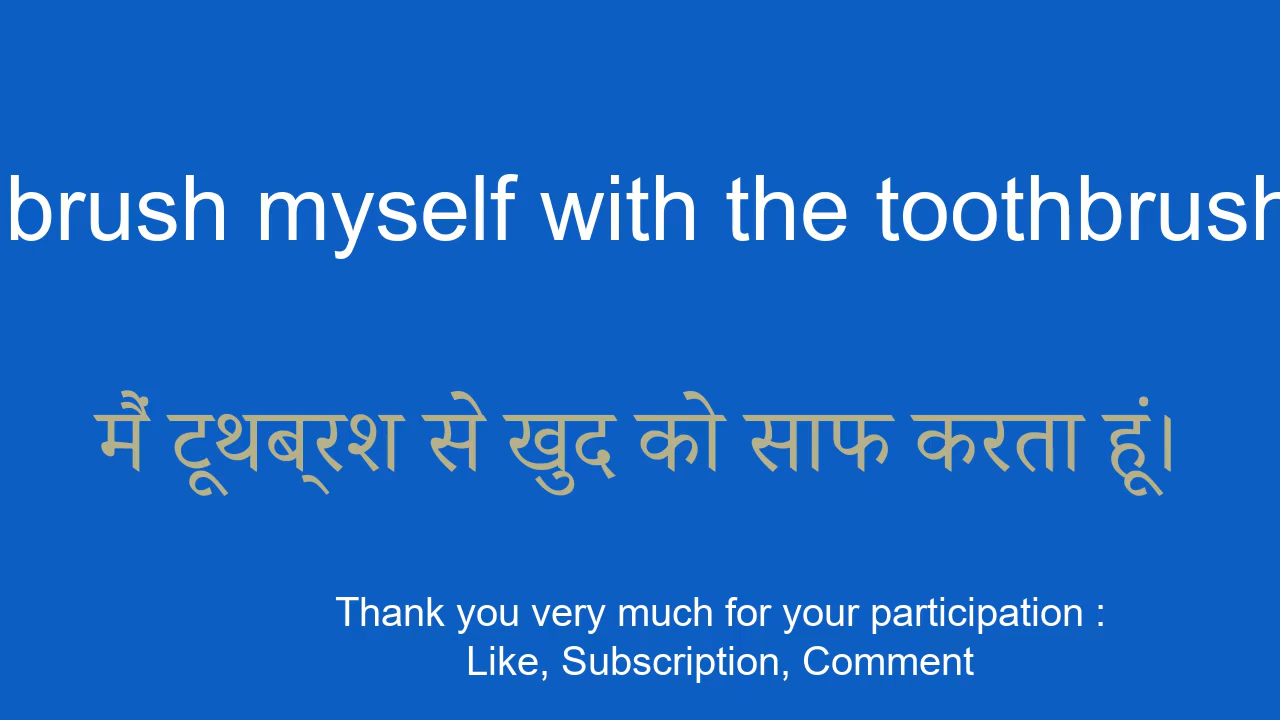 brush myself with the toothbrush
मैं टूथब्रश से खुद को साफ करता हूं।
Thank you very much for your participation :
Like, Subscription, Comment